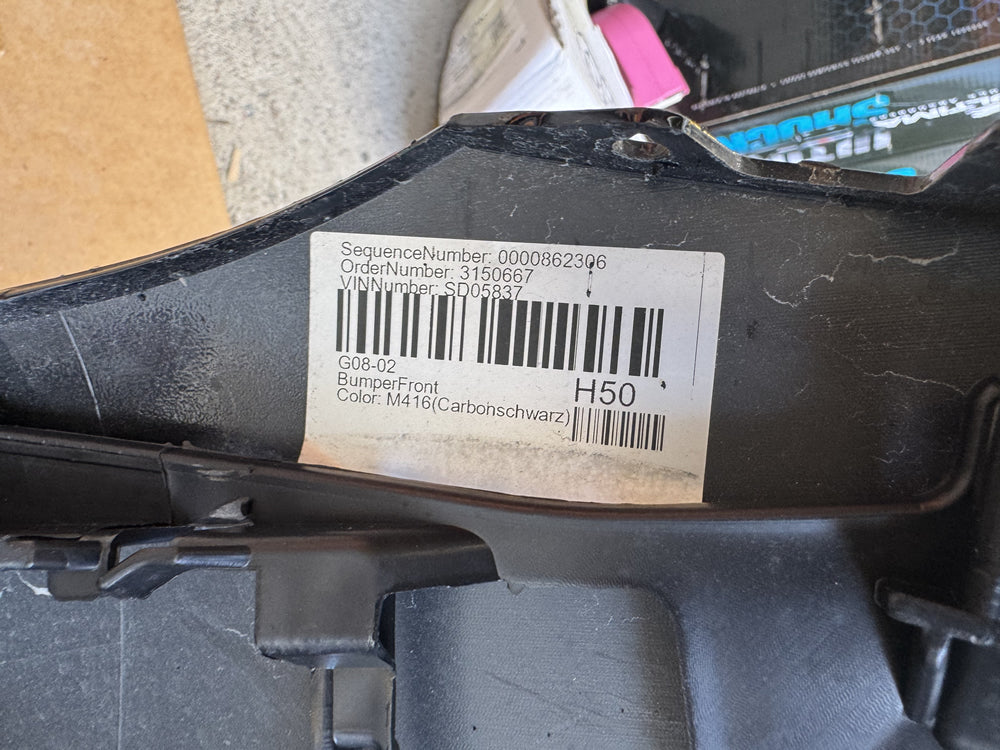 SequenceNumber: 0000862306
OrderNumber: 3150667
VINNumber: SD05837
G08-02
BumperFront
H50
Color: M416(Carbonschwarz)